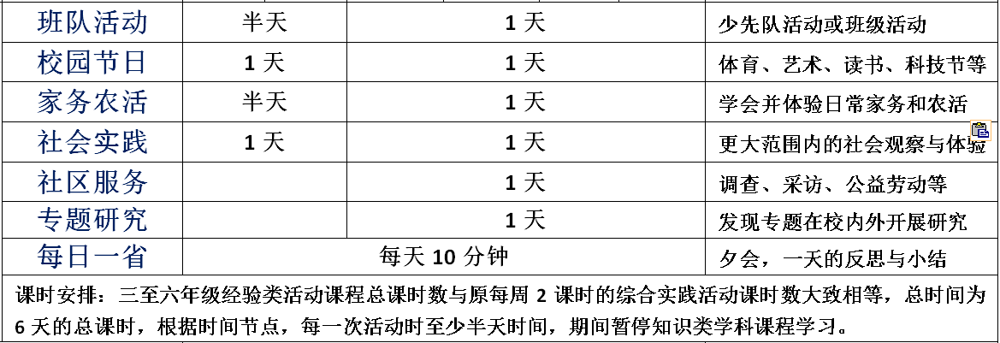 班队活动 半天 1天 少先队活动或班级活动
校园节日 1天 1天 体育、艺术、读书、科技节等
家务农活 半天 1天 学会并体验日常家务和农活
社会实践 1天 1天 更大范围内的社会观察与体验
社区服务 1天 调查、采访、公益劳动等
专题研究 1天 发现专题在校内外开展研究
每日一省 每天10分钟 夕会，一天的反思与小结
课时安排：三至六年级经验类活动课程总课时数与原每周2课时的综合实践活动课时数大致相等，总时间为
6天的总课时，根据时间节点，每一次活动时至少半天时间，期间暂停知识类学科课程学习。